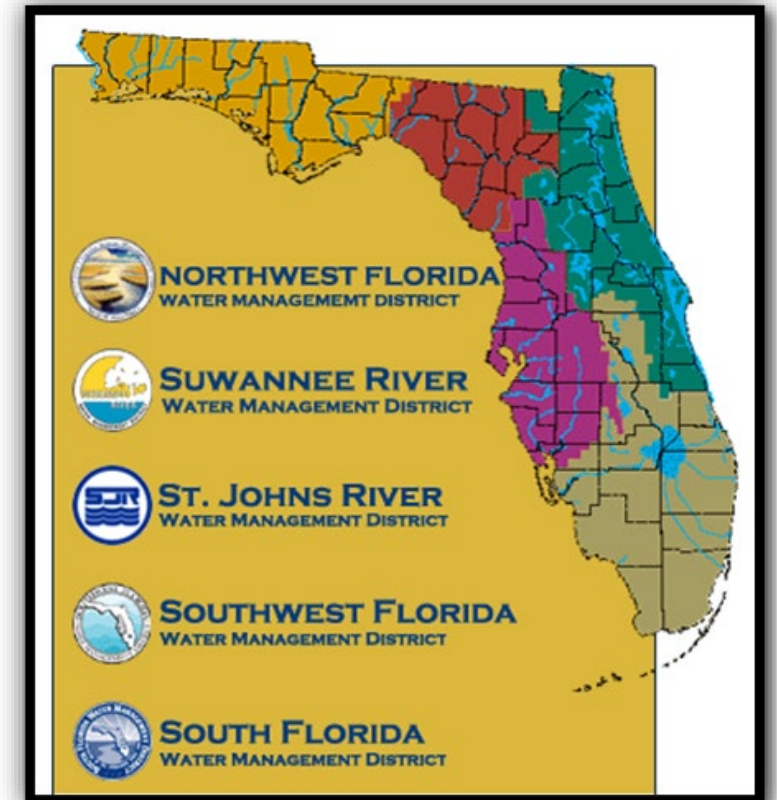 NORTHWEST FLORIDA
WATER MANAGEMEMT DISTRICT
SUWANNEE RIVER
WATER MANAGEMENT DISTRICT
SJR
ST. JOHNS RIVER
WATER MANAGEMENT DISTRICT
SOUTHWEST FLORIDA
WATER MANAGEMENT DISTRICT
SOUTH FLORIDA
WATER MANAGEMENT DISTRICT